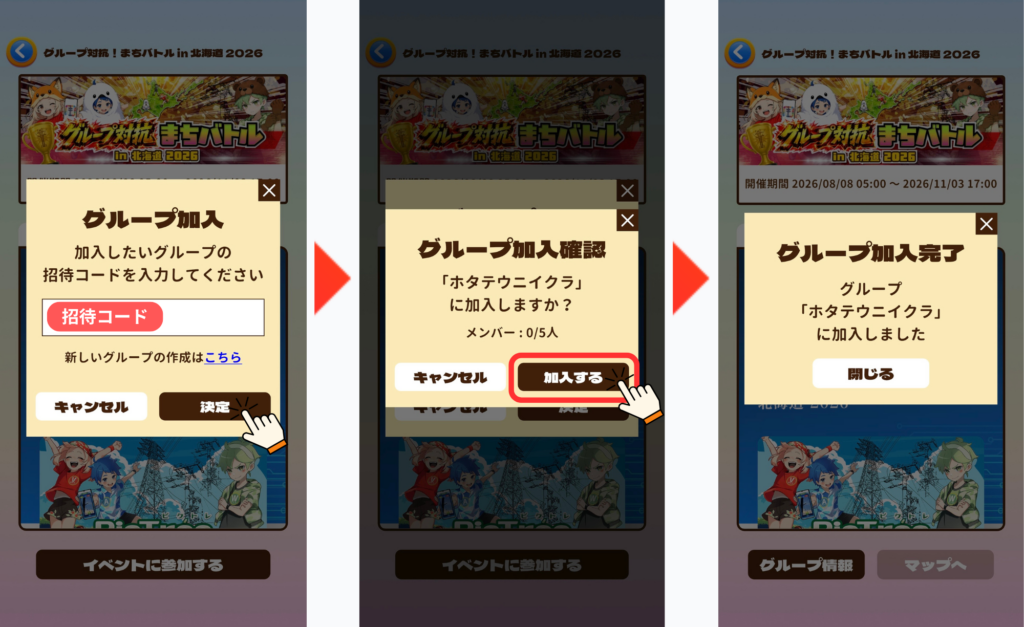 グループ対抗！まちバトル in 北海道 2026
グループ対抗 まちバトル
in 北海道 2026
グループ加入
加入したいグループの
招待コードを入力してください
招待コード
新しいグループの作成はこちら
キャンセル
決定
イベントに参加する
グループ対抗！まちバトル in 北海道 2026
グループ対抗 まちバトル
in 北海道 2026
グループ加入確認
「ホタテウニイクラ」
に加入しますか？
メンバー : 0/5人
キャンセル
加入する
キャンセル
決定
イベントに参加する
グループ対抗！まちバトル in 北海道 2026
グループ対抗 まちバトル
in 北海道 2026
開催期間 2026/08/08 05:00 〜 2026/11/03 17:00
グループ加入完了
グループ
「ホタテウニイクラ」
に加入しました
閉じる
北海道 2026
グループ情報
マップへ